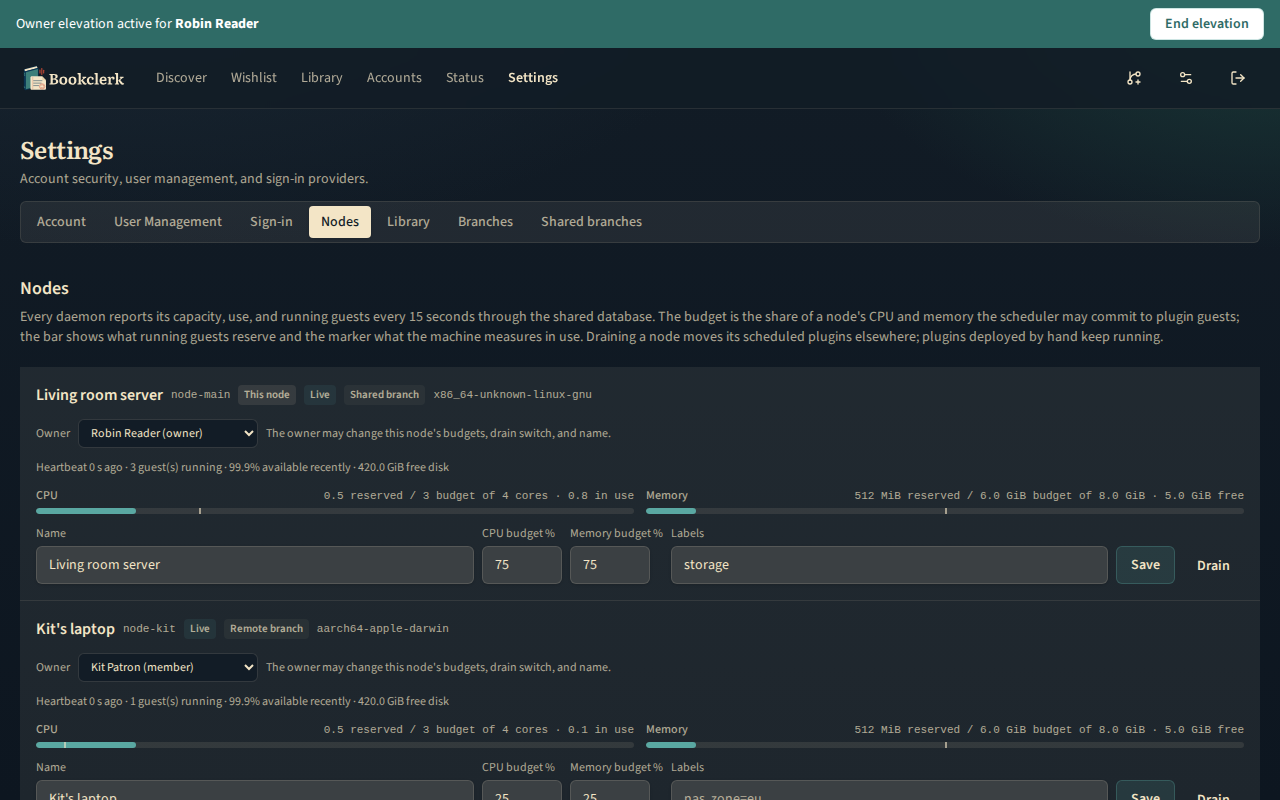 Owner elevation active for Robin Reader
End elevation
Bookclerk
Discover
Wishlist
Library
Accounts
Status
Settings
Settings
Account security, user management, and sign-in providers.
Account
User Management
Sign-in
Nodes
Library
Branches
Shared branches
Nodes
Every daemon reports its capacity, use, and running guests every 15 seconds through the shared database. The budget is the share of a node's CPU and memory the scheduler may commit to plugin guests;
the bar shows what running guests reserve and the marker what the machine measures in use. Draining a node moves its scheduled plugins elsewhere; plugins deployed by hand keep running.
Living room server node-main This node Live Shared branch x86_64-unknown-linux-gnu
Owner Robin Reader (owner) The owner may change this node's budgets, drain switch, and name.
Heartbeat 0 s ago · 3 guest(s) running · 99.9% available recently · 420.0 GiB free disk
CPU 0.5 reserved / 3 budget of 4 cores · 0.8 in use
Memory 512 MiB reserved / 6.0 GiB budget of 8.0 GiB · 5.0 GiB free
Name CPU budget % Memory budget % Labels
Living room server 75 75 storage Save Drain
Kit's laptop node-kit Live Remote branch aarch64-apple-darwin
Owner Kit Patron (member) The owner may change this node's budgets, drain switch, and name.
Heartbeat 0 s ago · 1 guest(s) running · 99.9% available recently · 420.0 GiB free disk
CPU 0.5 reserved / 3 budget of 4 cores · 0.1 in use
Memory 512 MiB reserved / 6.0 GiB budget of 8.0 GiB · 5.0 GiB free
Name CPU budget % Memory budget % Labels
Kit's laptop 25 25 nas, zone=eu Save Drain